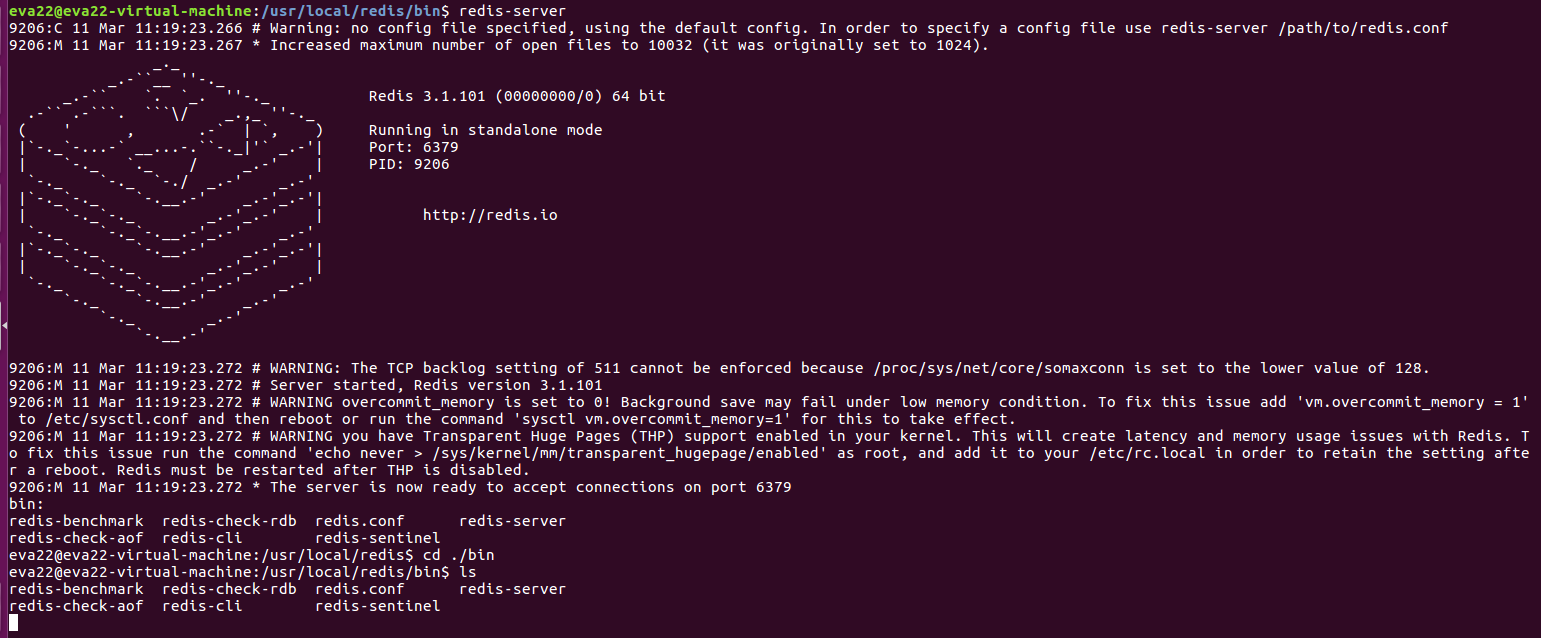 eva22@eva22-virtual-machine:/usr/local/redis/bin$ redis-server
9206:C 11 Mar 11:19:23.266 # Warning: no config file specified, using the default config. In order to specify a config file use redis-server /path/to/redis.conf
9206:M 11 Mar 11:19:23.267 * Increased maximum number of open files to 10032 (it was originally set to 1024).
Redis 3.1.101 (00000000/0) 64 bit
Running in standalone mode
Port: 6379
PID: 9206
http://redis.io
9206:M 11 Mar 11:19:23.272 # WARNING: The TCP backlog setting of 511 cannot be enforced because /proc/sys/net/core/somaxconn is set to the lower value of 128.
9206:M 11 Mar 11:19:23.272 # Server started, Redis version 3.1.101
9206:M 11 Mar 11:19:23.272 # WARNING overcommit_memory is set to 0! Background save may fail under low memory condition. To fix this issue add 'vm.overcommit_memory = 1'
 to /etc/sysctl.conf and then reboot or run the command 'sysctl vm.overcommit_memory=1' for this to take effect.
9206:M 11 Mar 11:19:23.272 # WARNING you have Transparent Huge Pages (THP) support enabled in your kernel. This will create latency and memory usage issues with Redis. T
o fix this issue run the command 'echo never > /sys/kernel/mm/transparent_hugepage/enabled' as root, and add it to your /etc/rc.local in order to retain the setting afte
r a reboot. Redis must be restarted after THP is disabled.
9206:M 11 Mar 11:19:23.272 * The server is now ready to accept connections on port 6379
bin:
redis-benchmark  redis-check-rdb  redis.conf      redis-server
redis-check-aof  redis-cli        redis-sentinel
eva22@eva22-virtual-machine:/usr/local/redis$ cd ./bin
eva22@eva22-virtual-machine:/usr/local/redis/bin$ ls
redis-benchmark  redis-check-rdb  redis.conf      redis-server
redis-check-aof  redis-cli        redis-sentinel